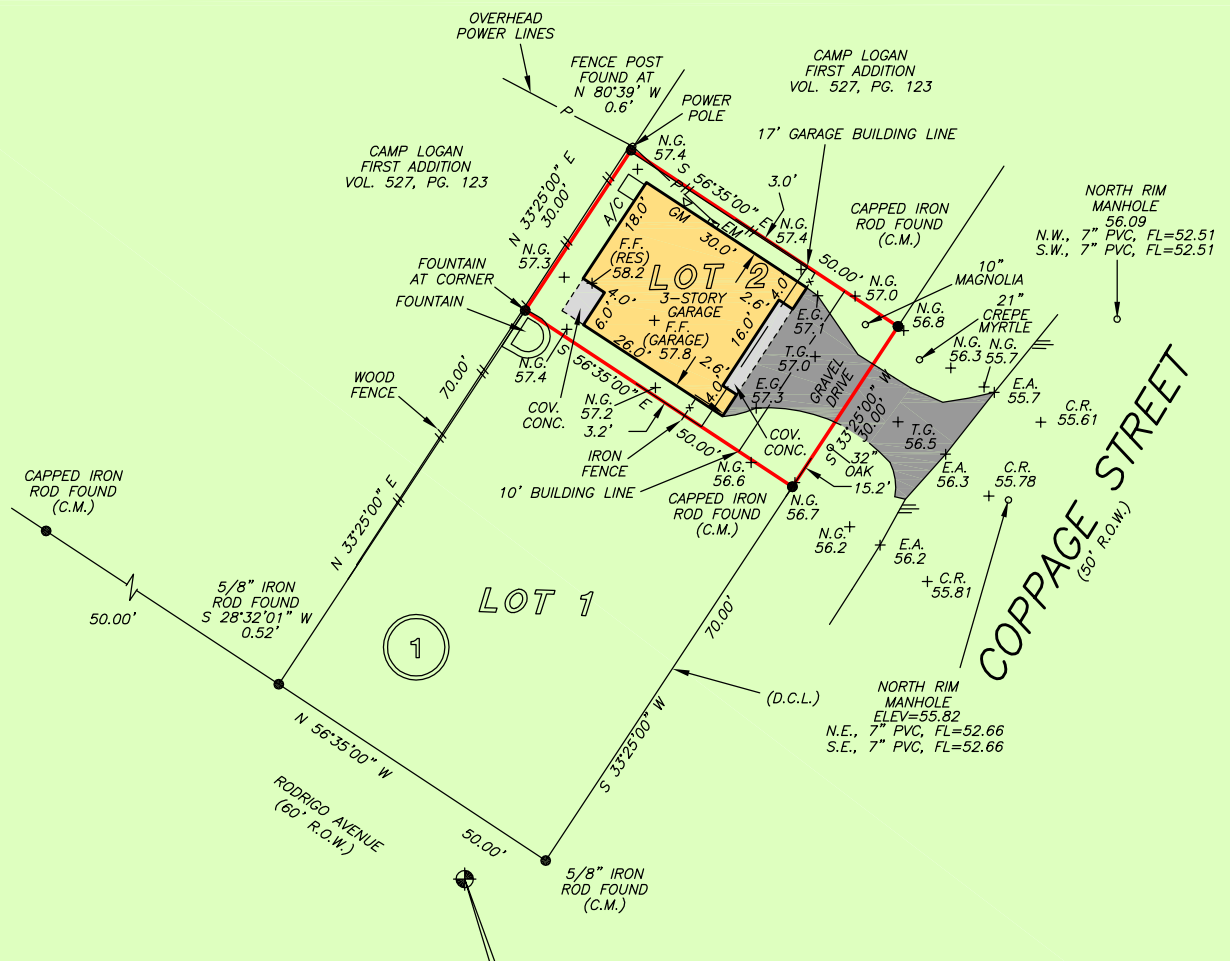 OVERHEAD
POWER LINES
FENCE POST
FOUND AT
N 80°39' W
0.6'
CAMP LOGAN
FIRST ADDITION
VOL. 527, PG. 123
POWER
POLE
P
N.G.
57.4
17' GARAGE BUILDING LINE
CAMP LOGAN
FIRST ADDITION
VOL. 527, PG. 123
N 33°25'00" E
30.00'
S 56°35'00" E
50.00'
3.0'
NORTH RIM
MANHOLE
56.09
N.W., 7" PVC, FL=52.51
S.W., 7" PVC, FL=52.51
CAPPED IRON
ROD FOUND
(C.M.)
A/C
18.0'
GM
EM
30.0'
N.G.
57.4
N.G.
57.3
F.F.
(RES)
58.2
LOT 2
3-STORY
GARAGE
F.F.
(GARAGE)
57.8
4.0'
6.0'
26.0'
2.6'
4.0'
16.0'
2.6'
4.0'
N.G.
57.0
N.G.
56.8
10"
MAGNOLIA
21"
CREPE
MYRTLE
N.G.
56.3
N.G.
55.7
FOUNTAIN
AT CORNER
FOUNTAIN
E.G.
57.1
T.G.
57.0
E.G.
57.3
GRAVEL
DRIVE
S 33°25'00" W
30.00'
T.G.
56.5
E.A.
55.7
C.R.
55.61
WOOD
FENCE
70.00'
N.G.
57.4
S 56°35'00" E
50.00'
COV.
CONC.
N.G.
57.2
3.2'
IRON
FENCE
COV.
CONC.
10' BUILDING LINE
N.G.
56.6
CAPPED IRON
ROD FOUND
(C.M.)
32"
OAK
15.2'
N.G.
56.7
E.A.
56.3
C.R.
55.78
N.G.
56.2
E.A.
56.2
C.R.
55.81
COPPAGE STREET
(50' R.O.W.)
CAPPED IRON
ROD FOUND
(C.M.)
N 33°25'00" E
50.00'
5/8" IRON
ROD FOUND
S 28°32'01" W
0.52'
LOT 1
1
70.00'
(D.C.L.)
S 33°25'00" W
NORTH RIM
MANHOLE
ELEV=55.82
N.E., 7" PVC, FL=52.66
S.E., 7" PVC, FL=52.66
N 56°35'00" W
50.00'
RODRIGO AVENUE
(60' R.O.W.)
5/8" IRON
ROD FOUND
(C.M.)